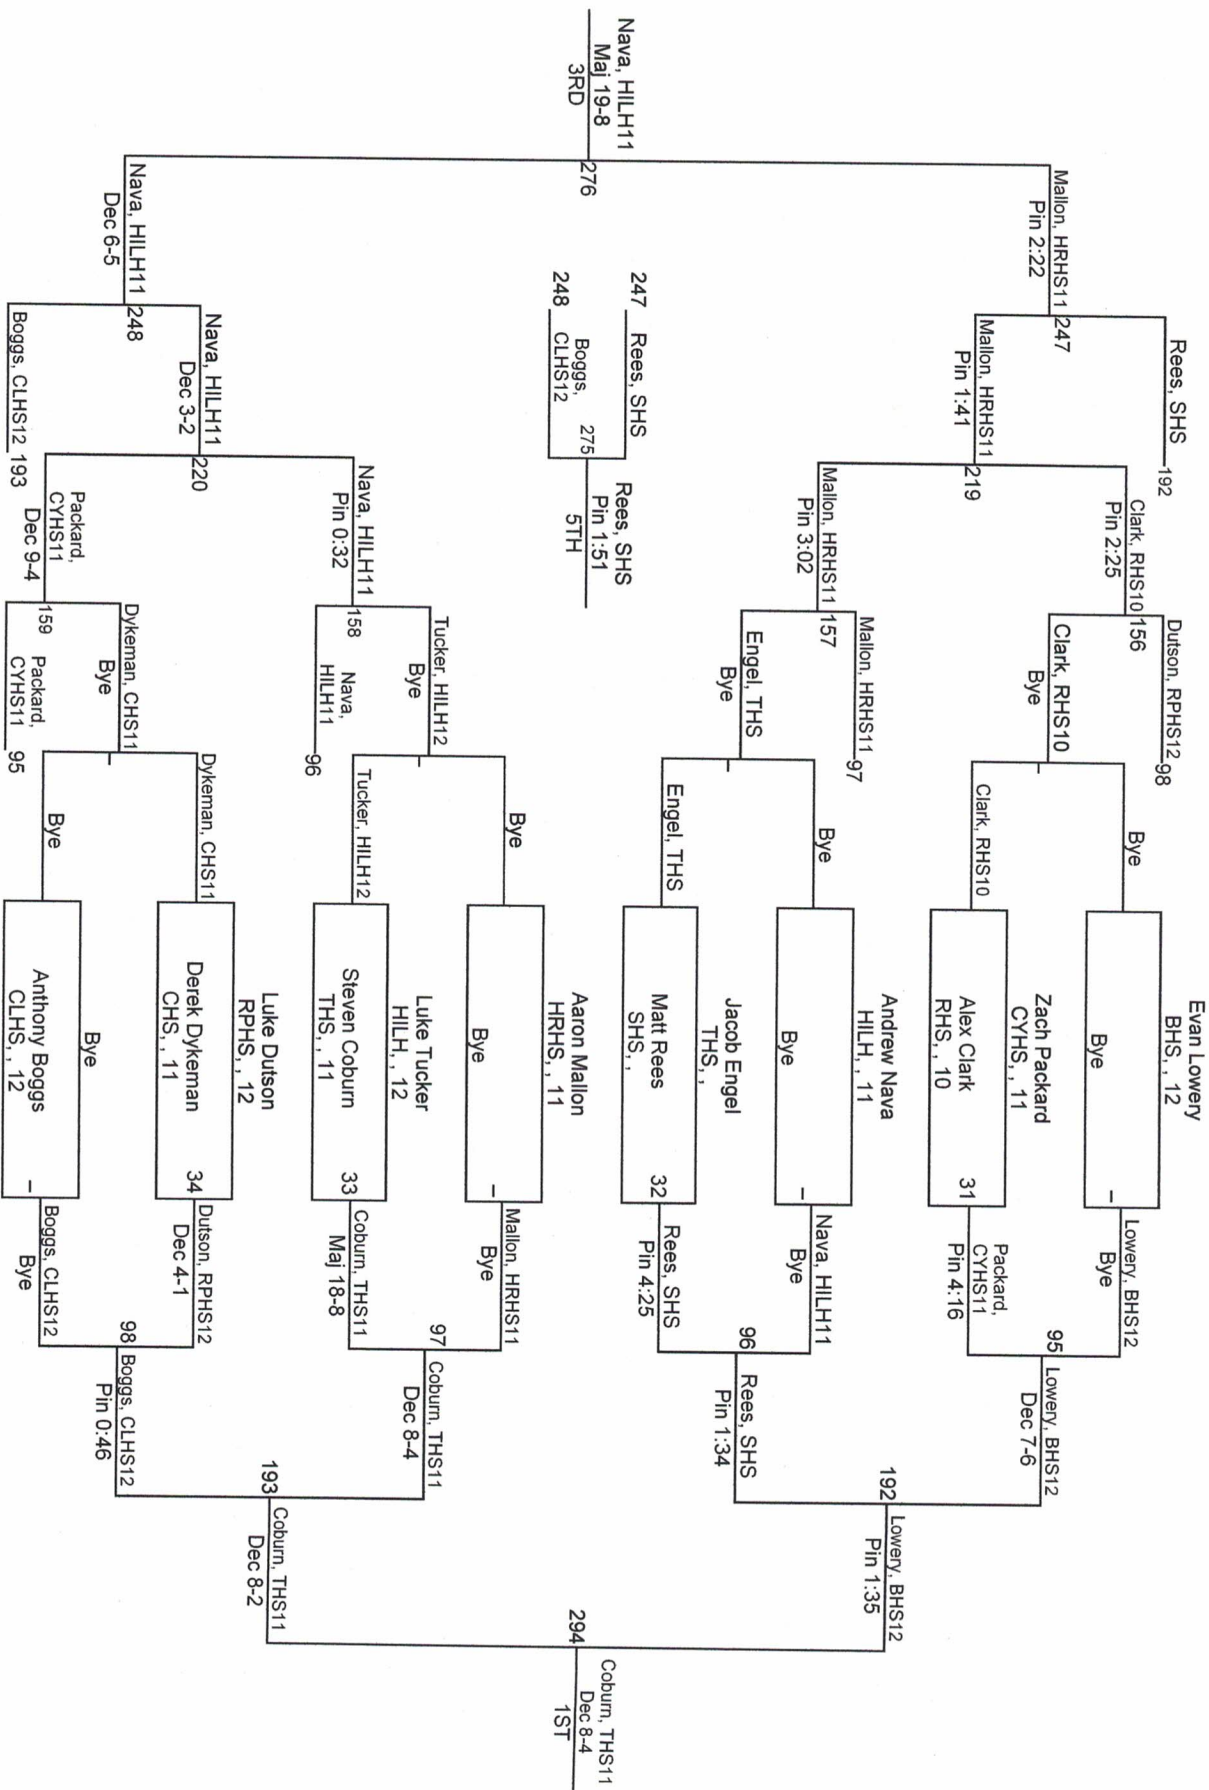 Evan Lowery
BHS, , 12
Bye
–
Zach Packard
CYHS, , 11
Alex Clark
RHS, , 10
31
Andrew Nava
HILH, , 11
Bye
–
Jacob Engel
THS, ,
Matt Rees
SHS, ,
32
Aaron Mallon
HRHS, , 11
Bye
–
Luke Tucker
HILH, , 12
Steven Coburn
THS, , 11
33
Luke Dutson
RPHS, , 12
Derek Dykeman
CHS, , 11
34
Bye
Anthony Boggs
CLHS, , 12
–
Lowery, BHS12
Bye
Packard,
CYHS11
Pin 4:16
Nava, HILH11
Bye
Rees, SHS
Pin 4:25
Mallon, HRHS11
Bye
Coburn, THS11
Maj 18-8
Dutson, RPHS12
Dec 4-1
Boggs, CLHS12
Bye
95
Lowery, BHS12
Dec 7-6
96
Rees, SHS
Pin 1:34
97
Coburn, THS11
Dec 8-4
98
Boggs, CLHS12
Pin 0:46
192
Lowery, BHS12
Pin 1:35
193
Coburn, THS11
Dec 8-2
294
Coburn, THS11
Dec 8-4
1ST
Bye
Clark, RHS10
Bye
Engel, THS
Bye
Tucker, HILH12
Dykeman, CHS11
Bye
Dutson, RPHS12
98
Clark, RHS10
Bye
–
Mallon, HRHS11
97
Engel, THS
Bye
–
Tucker, HILH12
Bye
–
Nava,
HILH11
96
Dykeman, CHS11
Bye
–
Packard,
CYHS11
95
Rees, SHS
192
Clark, RHS10
Pin 2:25
156
Mallon, HRHS11
Pin 3:02
157
Nava, HILH11
Pin 0:32
158
Packard,
CYHS11
Dec 9-4
159
Mallon, HRHS11
Pin 1:41
219
Nava, HILH11
Dec 3-2
220
Boggs, CLHS12
193
Mallon, HRHS11
Pin 2:22
247
Nava, HILH11
Dec 6-5
248
247
Rees, SHS
248
Boggs,
CLHS12
275
Rees, SHS
Pin 1:51
5TH
276
Nava, HILH11
Maj 19-8
3RD